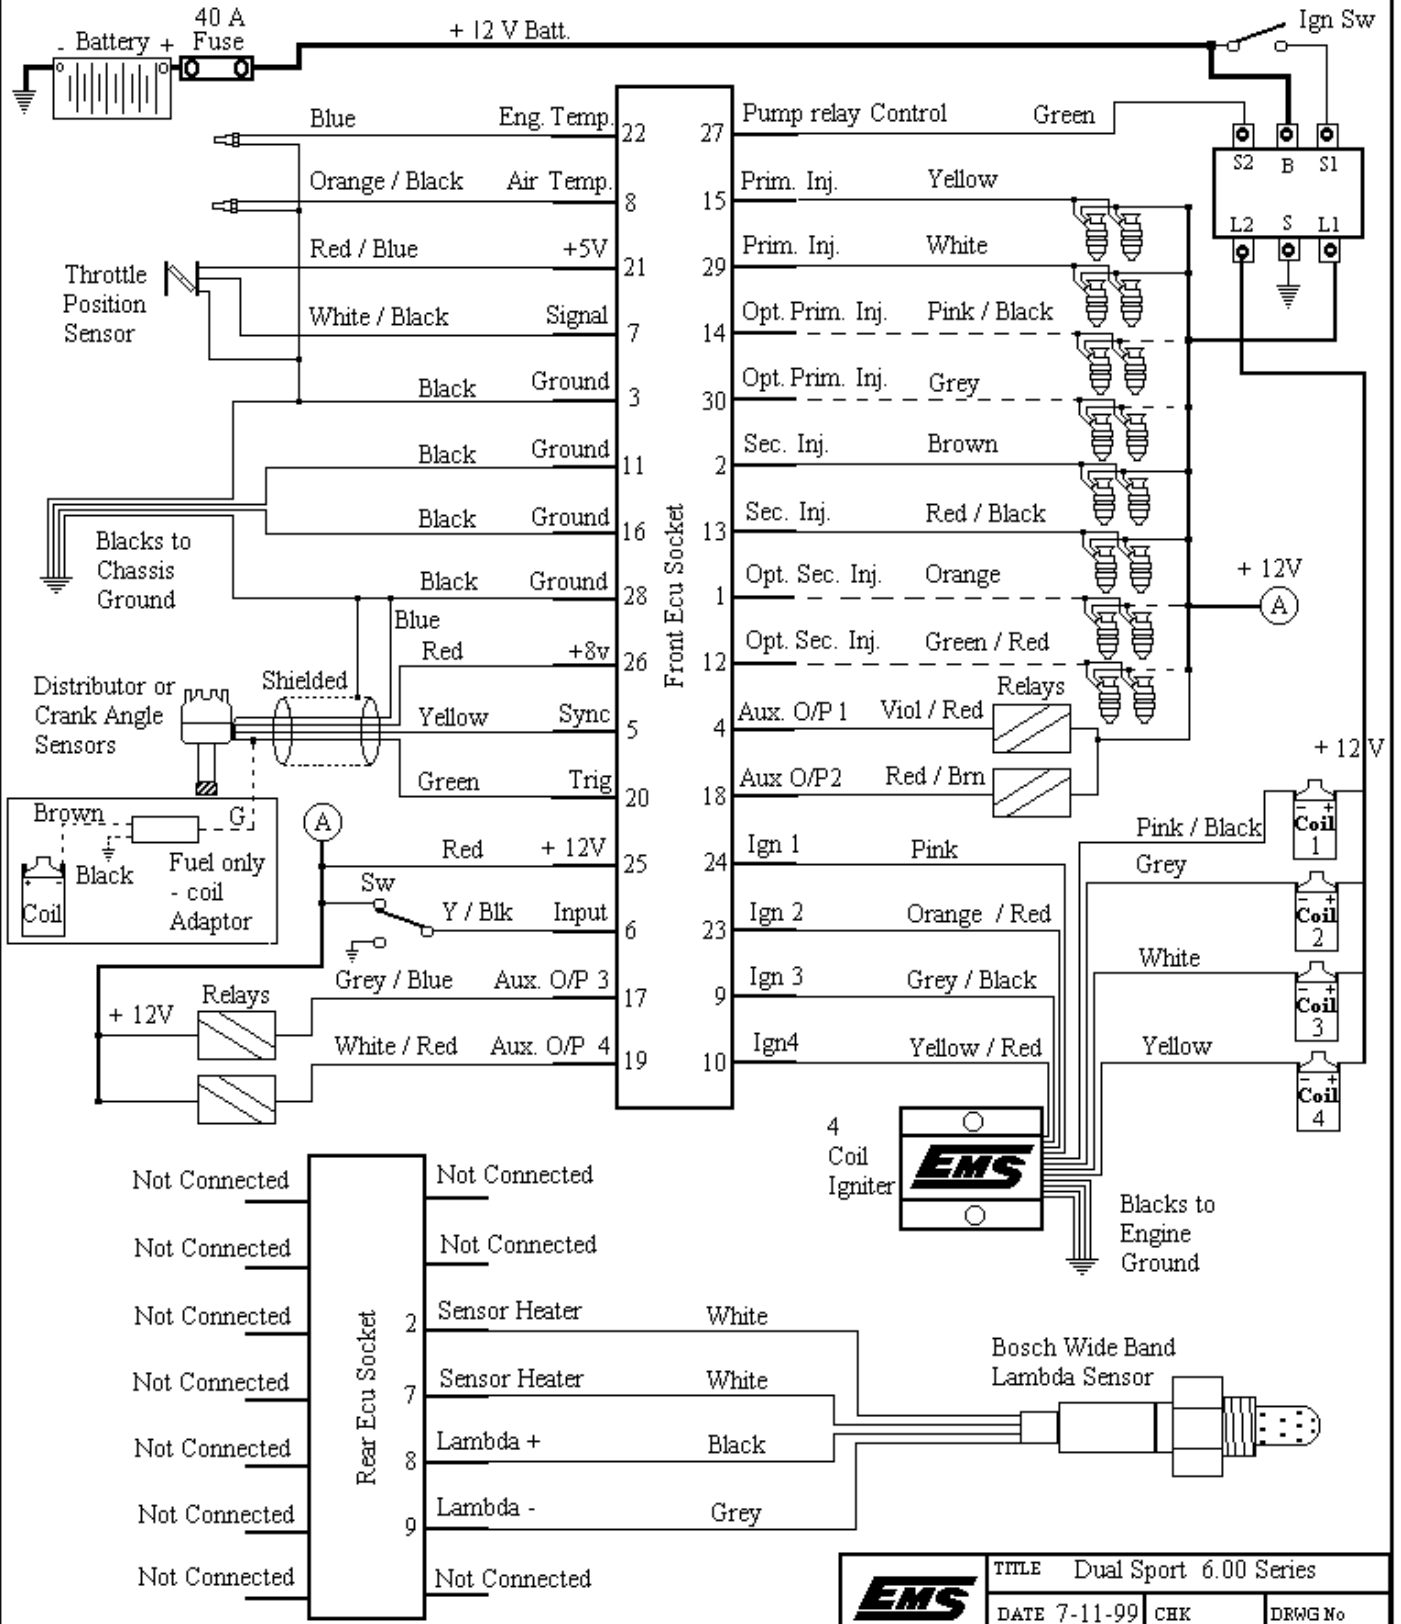 40 A
Fuse
- Battery +
+ 12 V Batt.
Ign Sw
Blue
Eng. Temp.
22
27
Pump relay Control
Green
S2 B S1
L2 S L1
Orange / Black
Air Temp.
8
15
Prim. Inj.
Yellow
Red / Blue
+5V
21
29
Prim. Inj.
White
Throttle
Position
Sensor
White / Black
Signal
7
14
Opt. Prim. Inj.
Pink / Black
Black
Ground
3
30
Opt. Prim. Inj.
Grey
Black
Ground
11
2
Sec. Inj.
Brown
Black
Ground
16
13
Sec. Inj.
Red / Black
Blacks to
Chassis
Ground
Black
Ground
28
1
Opt. Sec. Inj.
Orange
+ 12V
A
Blue
Front Ecu Socket
Red
+8v
26
12
Opt. Sec. Inj.
Green / Red
Distributor or
Crank Angle
Sensors
Shielded
Yellow
Sync
5
4
Aux. O/P 1
Viol / Red
Relays
Green
Trig
20
18
Aux O/P2
Red / Brn
+ 12 V
Brown
G
Black
Fuel only
- coil
Adaptor
+ -
Coil
A
Red
+ 12V
25
24
Ign 1
Pink
Pink / Black
- +
Coil
1
Sw
Y / Blk
Input
6
23
Ign 2
Orange / Red
Grey
- +
Coil
2
Grey / Blue
Aux. O/P 3
17
9
Ign 3
Grey / Black
White
- +
Coil
3
Relays
+ 12V
White / Red
Aux. O/P 4
19
10
Ign4
Yellow / Red
Yellow
- +
Coil
4
4
Coil
Igniter
EMS
Blacks to
Engine
Ground
Not Connected
Not Connected
Not Connected
Not Connected
Not Connected
Not Connected
Not Connected
Rear Ecu Socket
Not Connected
Not Connected
2
Sensor Heater
White
7
Sensor Heater
White
8
Lambda +
Black
9
Lambda -
Grey
Not Connected
Bosch Wide Band
Lambda Sensor
EMS
TITLE Dual Sport 6.00 Series
DATE 7-11-99 CHK DRWG No